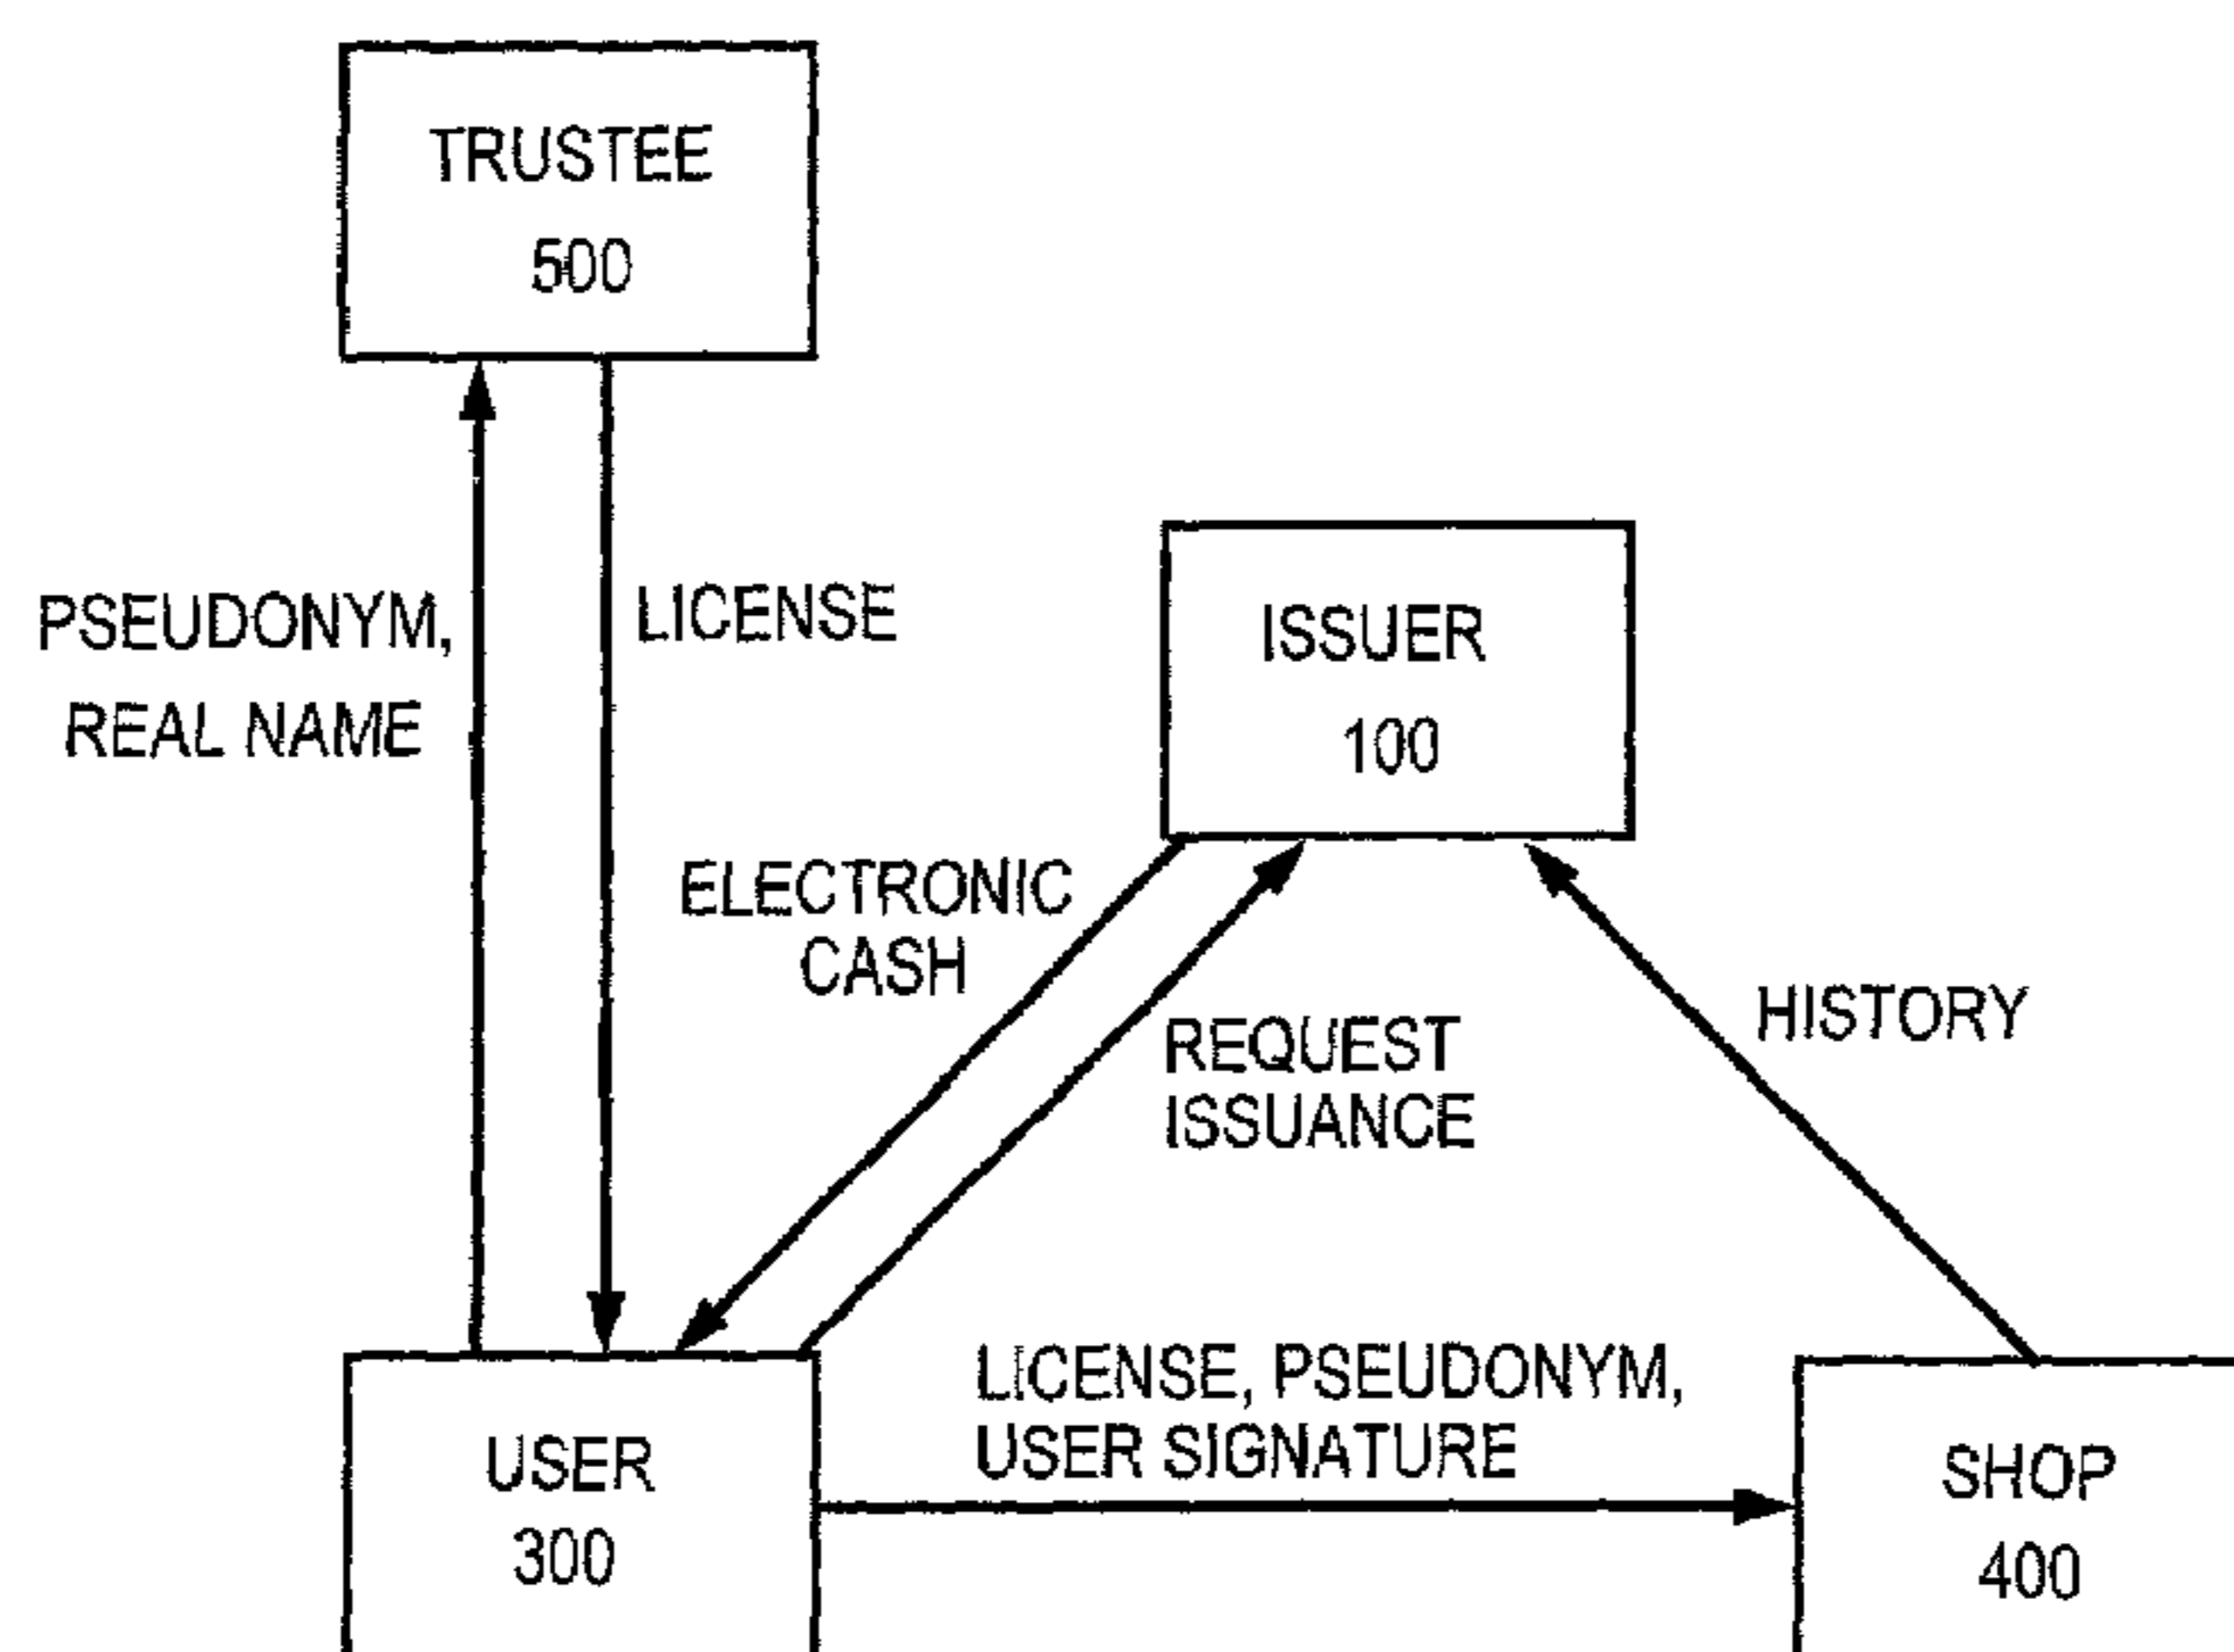 TRUSTEE
500
PSEUDONYM,
REAL NAME
LICENSE
ISSUER
100
ELECTRONIC
CASH
REQUEST
ISSUANCE
HISTORY
LICENSE, PSEUDONYM,
USER SIGNATURE
USER
300
SHOP
400